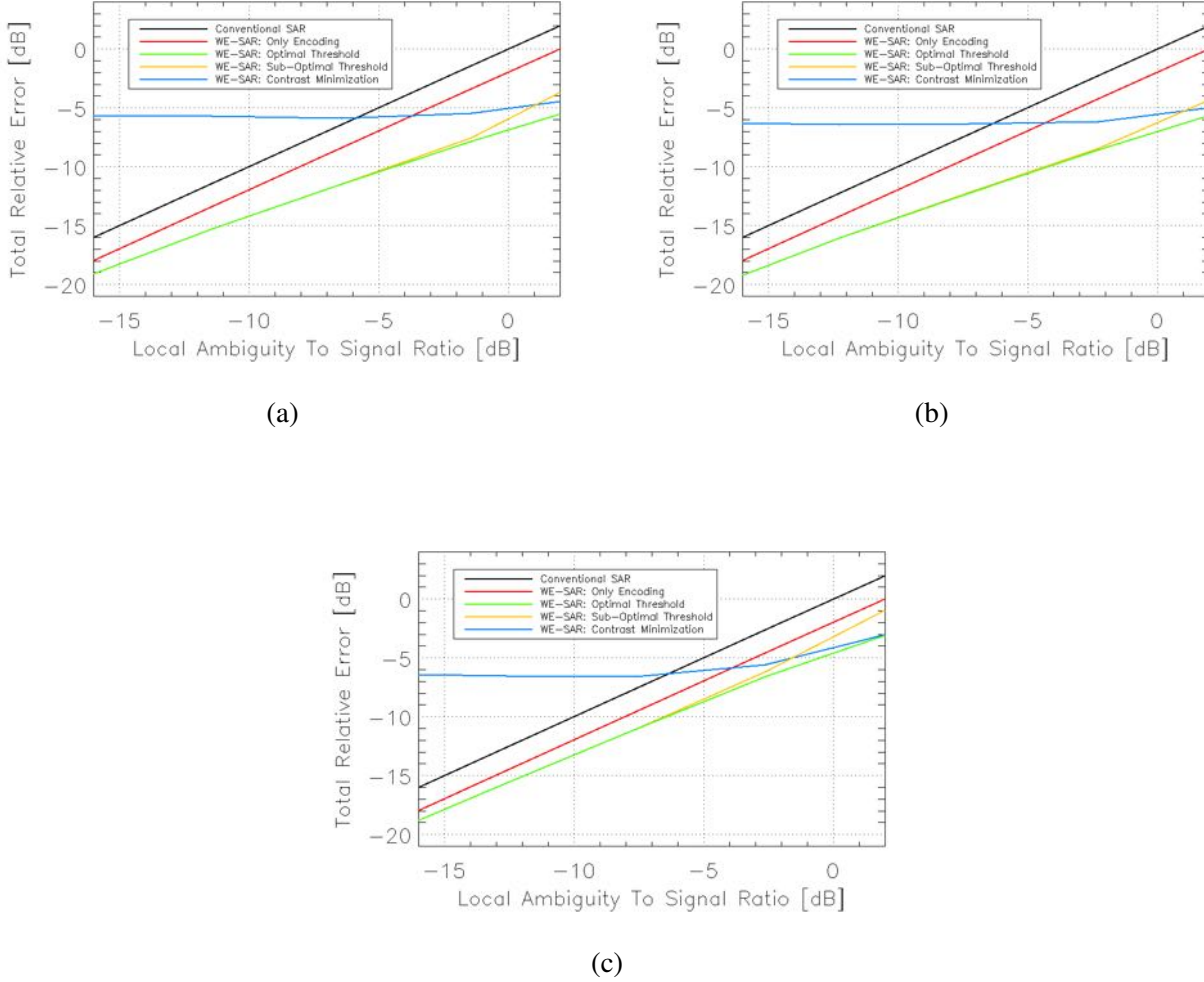 Conventional SAR
WE-SAR: Only Encoding
WE-SAR: Optimal Threshold
WE-SAR: Sub-Optimal Threshold
WE-SAR: Contrast Minimization
Total Relative Error [dB]
0
−5
−10
−15
−20
−15 −10 −5 0
Local Ambiguity To Signal Ratio [dB]
(a)
Conventional SAR
WE-SAR: Only Encoding
WE-SAR: Optimal Threshold
WE-SAR: Sub-Optimal Threshold
WE-SAR: Contrast Minimization
Total Relative Error [dB]
0
−5
−10
−15
−20
−15 −10 −5 0
Local Ambiguity To Signal Ratio [dB]
(b)
Conventional SAR
WE-SAR: Only Encoding
WE-SAR: Optimal Threshold
WE-SAR: Sub-Optimal Threshold
WE-SAR: Contrast Minimization
Total Relative Error [dB]
0
−5
−10
−15
−20
−15 −10 −5 0
Local Ambiguity To Signal Ratio [dB]
(c)